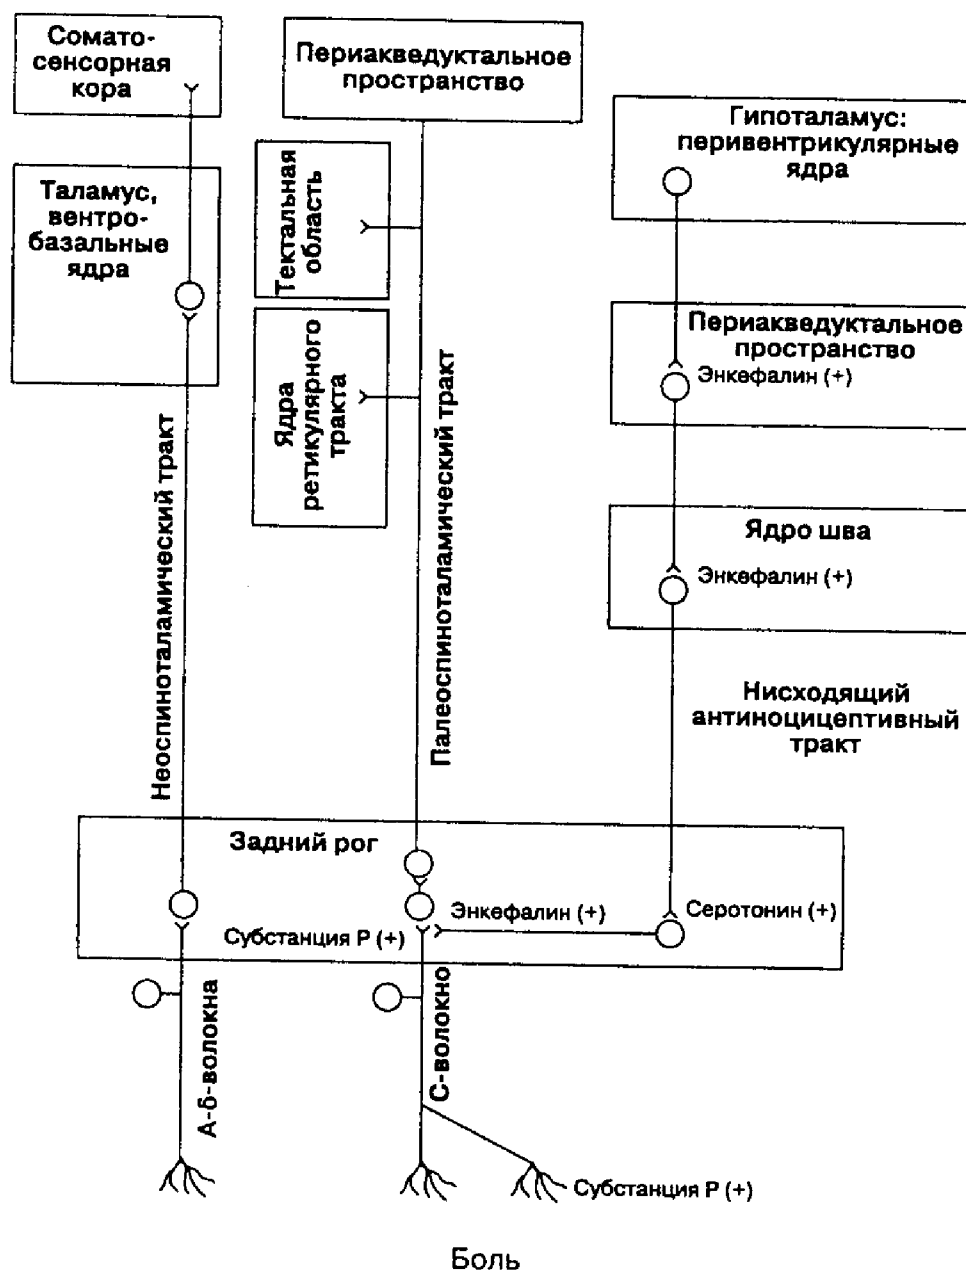 Сомато-
сенсорная
кора
Периакведуктальное
пространство
Гипоталамус:
перивентрикулярные
ядра
Таламус,
вентро-
базальные
ядра
Тектальная
область
Ядра
ретикулярного
тракта
Периакведуктальное
пространство
Энкефалин (+)
Ядро шва
Энкефалин (+)
Неоспиноталамический тракт
Палеоспиноталамический тракт
Нисходящий
антиноцицептивный
тракт
Задний рог
Энкефалин (+)
Серотонин (+)
Субстанция Р (+)
А-δ-волокна
С-волокно
Субстанция Р (+)
Боль